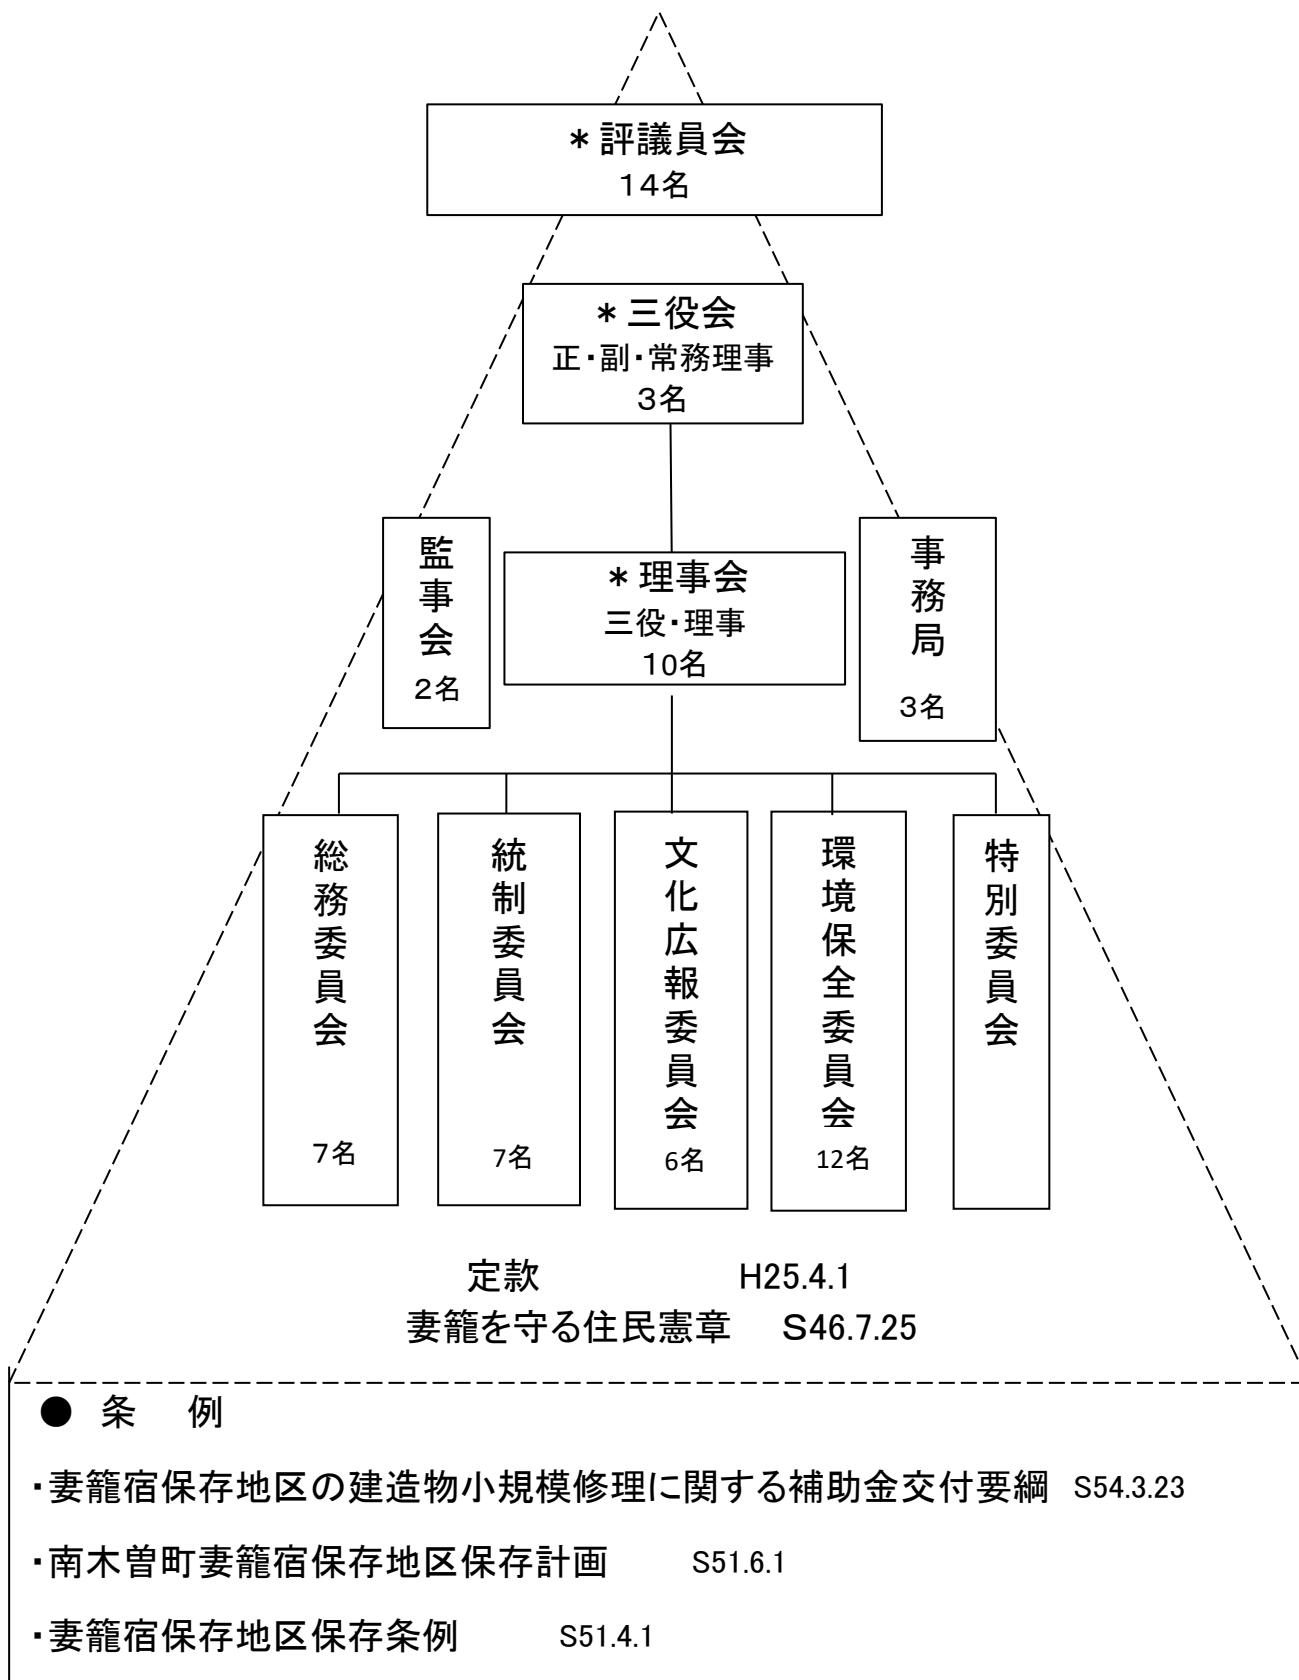 ＊評議員会
14名
＊三役会
正・副・常務理事
3名
監事会
2名
＊理事会
三役・理事
10名
事務局
3名
総務委員会
7名
統制委員会
7名
文化広報委員会
6名
環境保全委員会
12名
特別委員会
定款 H25.4.1
妻籠を守る住民憲章 S46.7.25
● 条 例
・妻籠宿保存地区の建造物小規模修理に関する補助金交付要綱 S54.3.23
・南木曽町妻籠宿保存地区保存計画 S51.6.1
・妻籠宿保存地区保存条例 S51.4.1